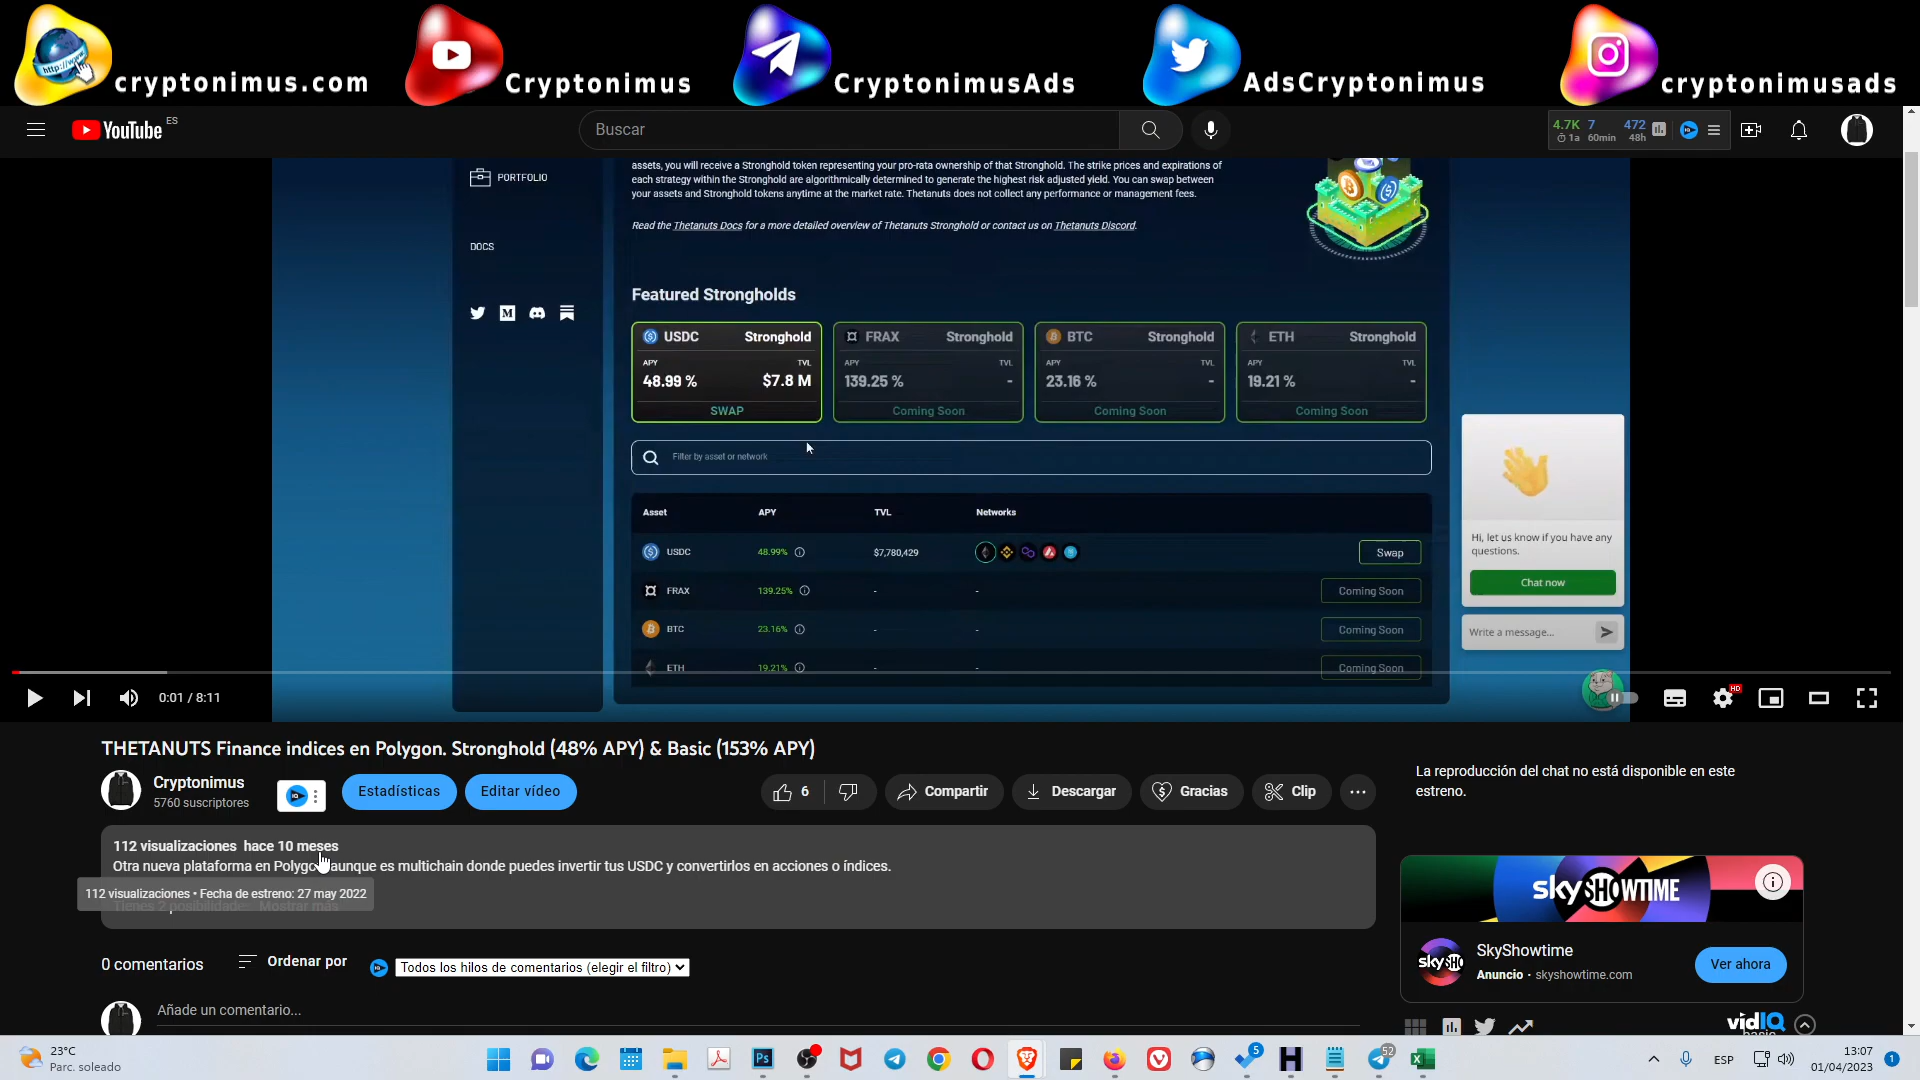 cryptonimus.com
Cryptonimus
CryptonimusAds
AdsCryptonimus
cryptonimusads
YouTube ES
Buscar
4.7K 7 472
1a 60min 48h
PORTFOLIO
DOCS
assets, you will receive a Stronghold token representing your pro-rata ownership of that Stronghold. The strike prices and expirations of
each strategy within the Stronghold are algorithmically determined to generate the highest risk adjusted yield. You can swap between
your assets and Stronghold tokens anytime at the market rate. Thetanuts does not collect any performance or management fees.
Read the Thetanuts Docs for a more detailed overview of Thetanuts Stronghold or contact us on Thetanuts Discord.
Featured Strongholds
USDC Stronghold
APY TVL
48.99 % $7.8 M
SWAP
FRAX Stronghold
APY TVL
139.25 % -
Coming Soon
BTC Stronghold
APY TVL
23.16 % -
Coming Soon
ETH Stronghold
APY TVL
19.21 % -
Coming Soon
Filter by asset or network
Asset APY TVL Networks
USDC 48.99% $7,780,429 Swap
FRAX 139.25% - - Coming Soon
BTC 23.16% - - Coming Soon
ETH 19.21% - - Coming Soon
Hi, let us know if you have any
questions.
Chat now
Write a message...
0:01 / 8:11
HD
THETANUTS Finance indices en Polygon. Stronghold (48% APY) & Basic (153% APY)
Cryptonimus
5760 suscriptores
Estadísticas
Editar vídeo
6
Compartir
Descargar
Gracias
Clip
112 visualizaciones hace 10 meses
Otra nueva plataforma en Polygon aunque es multichain donde puedes invertir tus USDC y convertirlos en acciones o índices.
112 visualizaciones • Fecha de estreno: 27 may 2022
Tienes 2 posibilidades Mostrar más
0 comentarios
Ordenar por
Todos los hilos de comentarios (elegir el filtro)
Añade un comentario...
La reproducción del chat no está disponible en este
estreno.
sky SHOWTIME
SkyShowtime
Anuncio · skyshowtime.com
Ver ahora
vidIQ
basic
23°C
Parc. soleado
5
52
ESP
13:07
01/04/2023
1